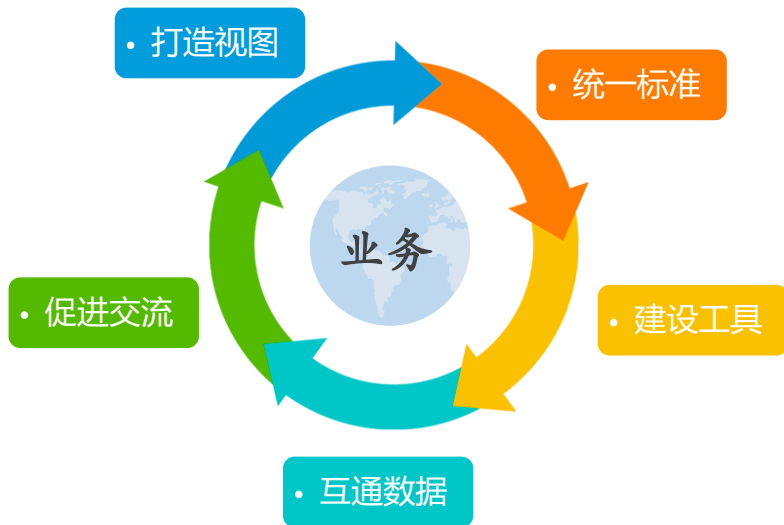 • 打造视图
• 统一标准
业务
• 促进交流
• 建设工具
• 互通数据